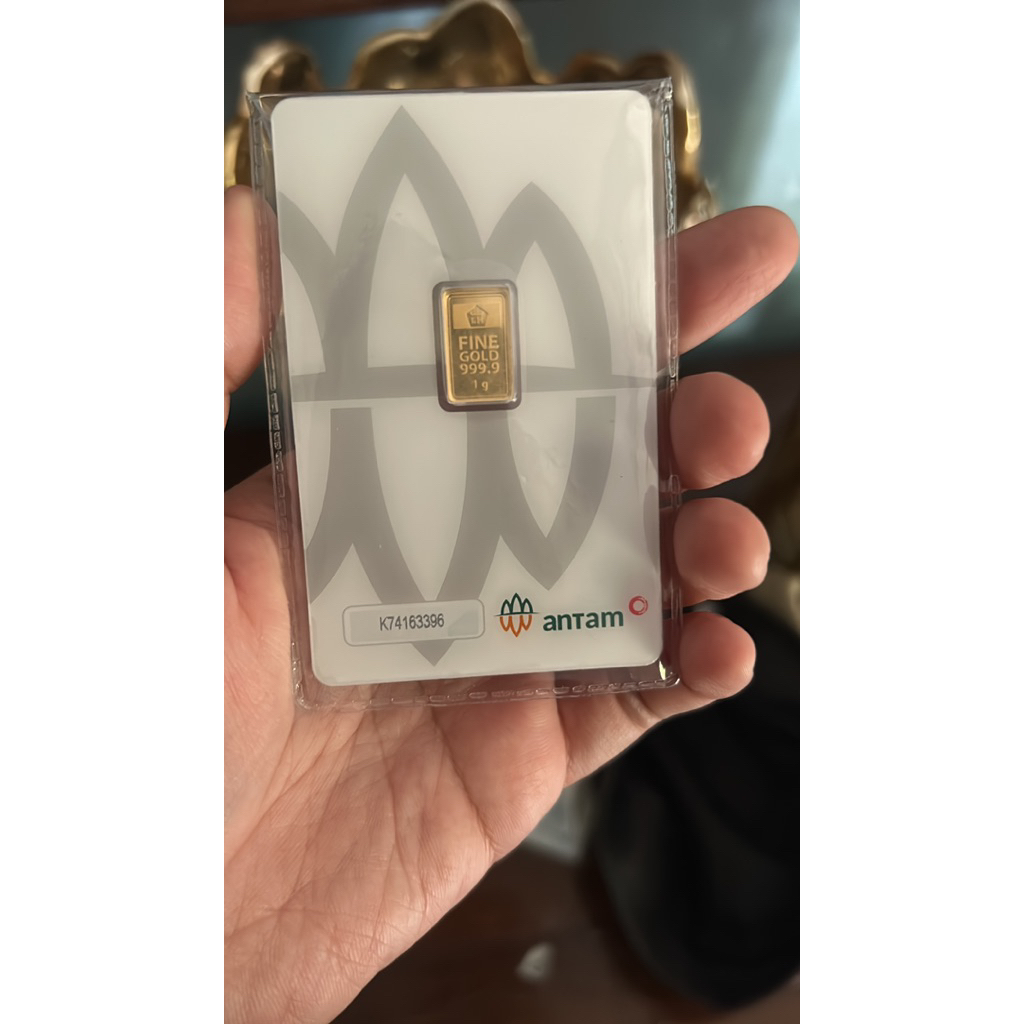 FINE
GOLD
999.9
1 g
K74163396
antam